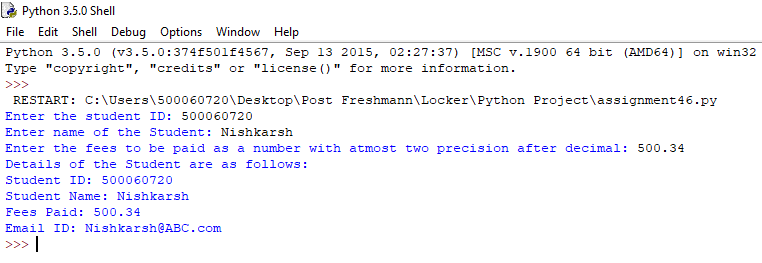 Python 3.5.0 Shell
File Edit Shell Debug Options Window Help
Python 3.5.0 (v3.5.0:374f501f4567, Sep 13 2015, 02:27:37) [MSC v.1900 64 bit (AMD64)] on win32
Type "copyright", "credits" or "license()" for more information.
>>>
RESTART: C:\Users\500060720\Desktop\Post Freshmann\Locker\Python Project\assignment46.py
Enter the student ID: 500060720
Enter name of the Student: Nishkarsh
Enter the fees to be paid as a number with atmost two precision after decimal: 500.34
Details of the Student are as follows:
Student ID: 500060720
Student Name: Nishkarsh
Fees Paid: 500.34
Email ID: Nishkarsh@ABC.com
>>>